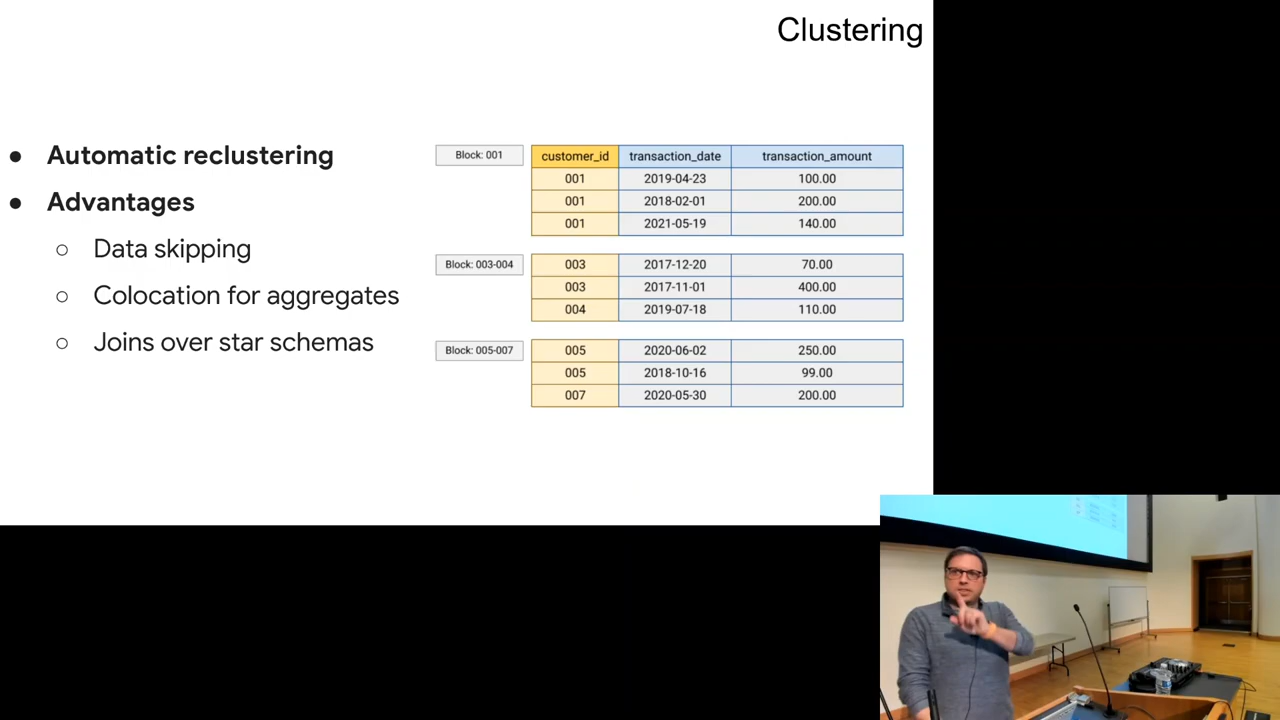 Clustering
● Automatic reclustering
● Advantages
○ Data skipping
○ Colocation for aggregates
○ Joins over star schemas
Block: 001
customer_id transaction_date transaction_amount
001 2019-04-23 100.00
001 2018-02-01 200.00
001 2021-05-19 140.00
Block: 003-004
003 2017-12-20 70.00
003 2017-11-01 400.00
004 2019-07-18 110.00
Block: 005-007
005 2020-06-02 250.00
005 2018-10-16 99.00
007 2020-05-30 200.00